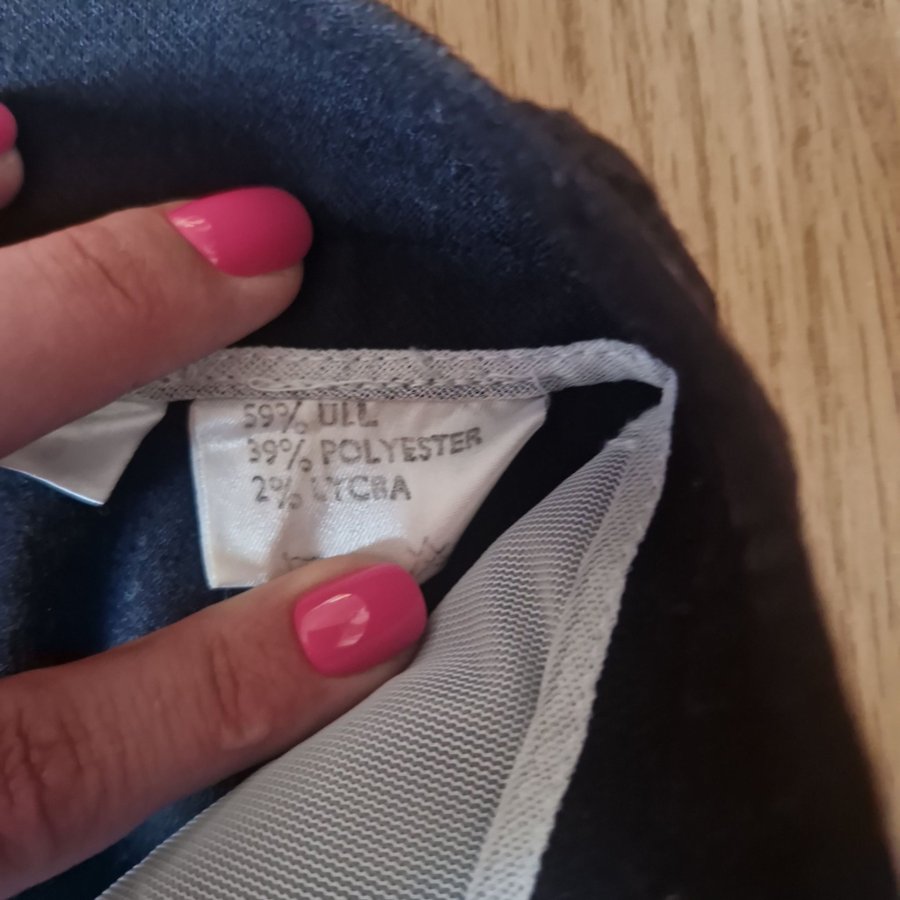 59% ULL
39% POLYESTER
2% LYCRA